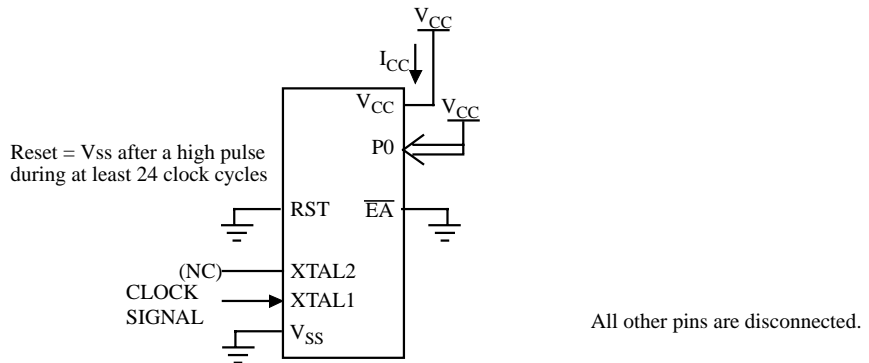 VCC
ICC
VCC
VCC
P0
Reset = Vss after a high pulse
during at least 24 clock cycles
RST
EA
(NC)
XTAL2
CLOCK
SIGNAL
XTAL1
VSS
All other pins are disconnected.